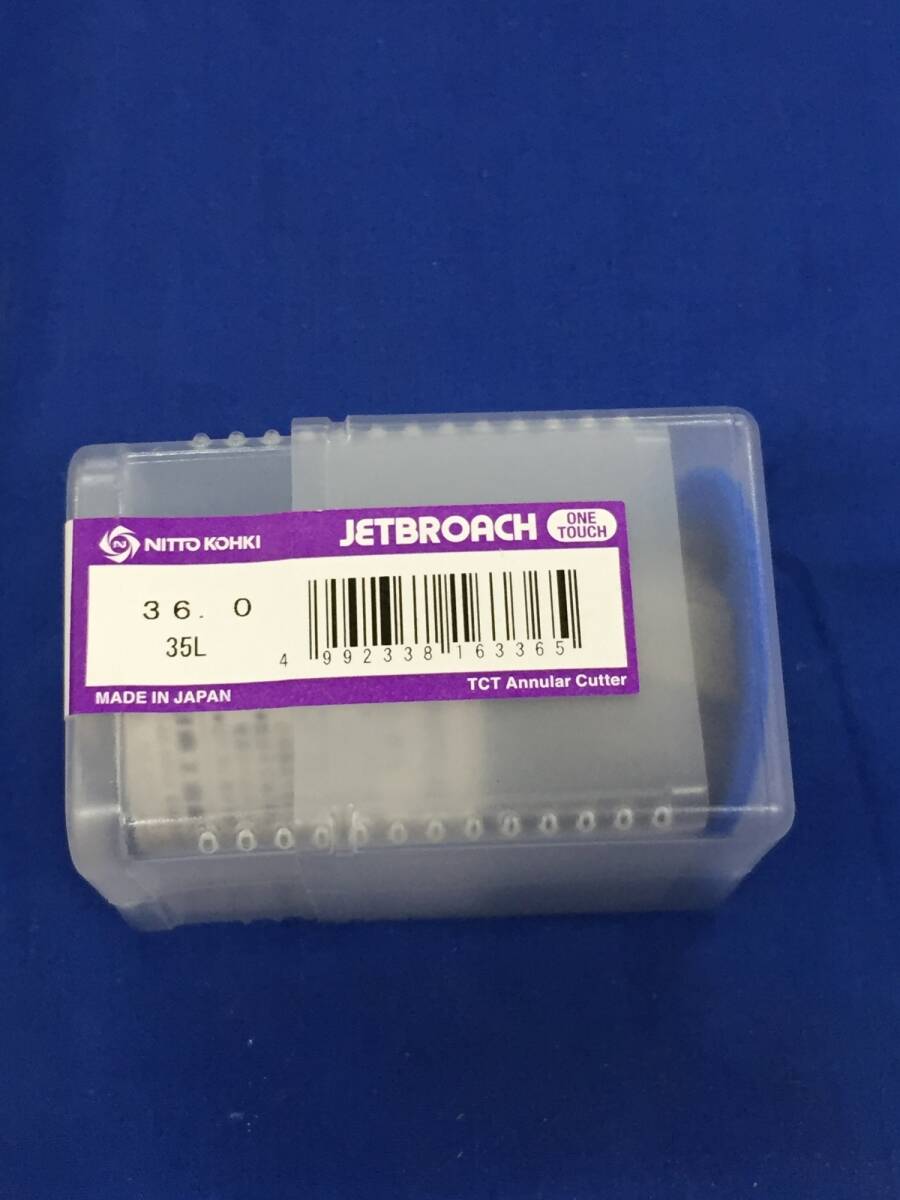 NITTO KOHKI
JETBROACH
ONE
TOUCH
36.0
35L
4 992338 163365
MADE IN JAPAN
TCT Annular Cutter